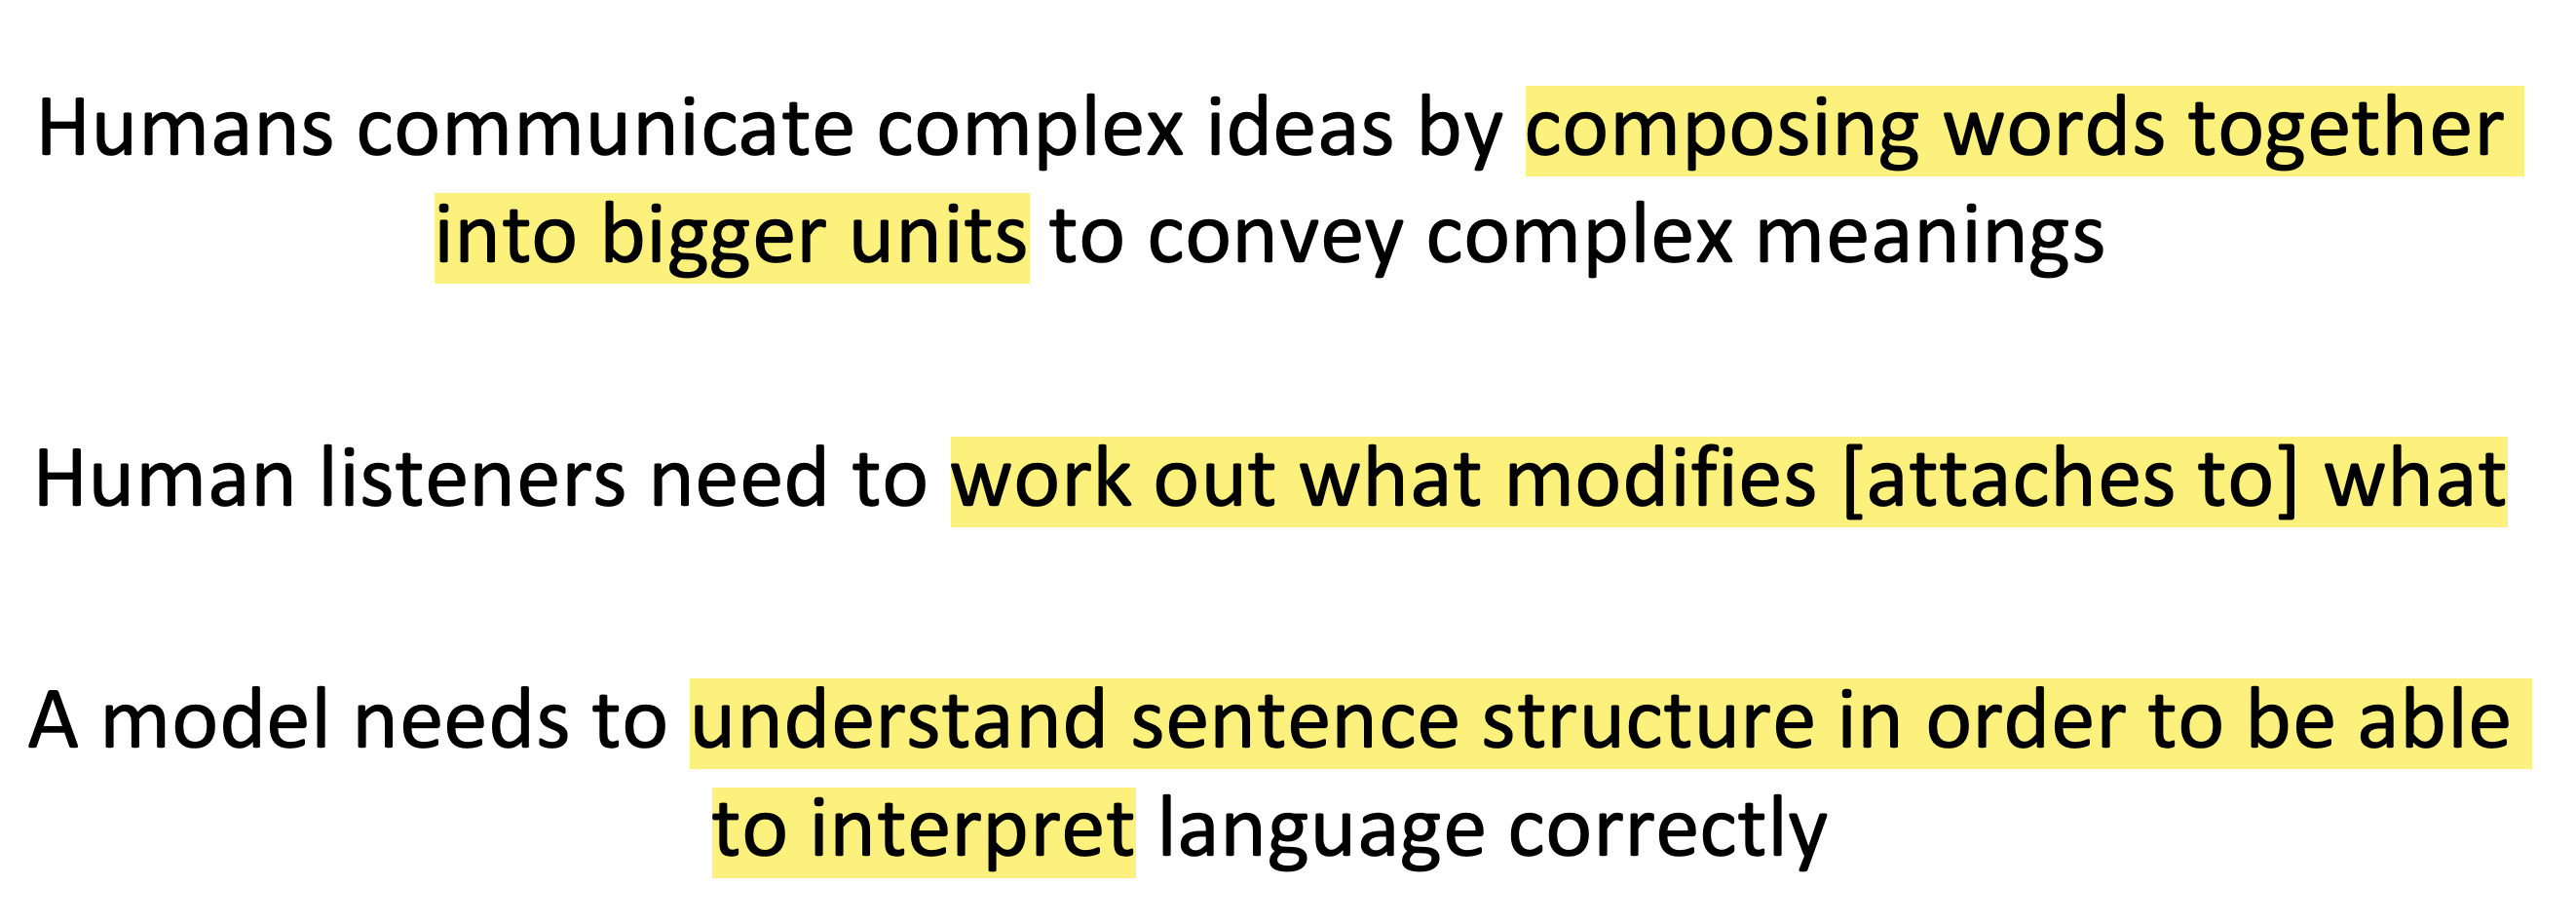 Humans communicate complex ideas by composing words together
into bigger units to convey complex meanings
Human listeners need to work out what modifies [attaches to] what
A model needs to understand sentence structure in order to be able
to interpret language correctly